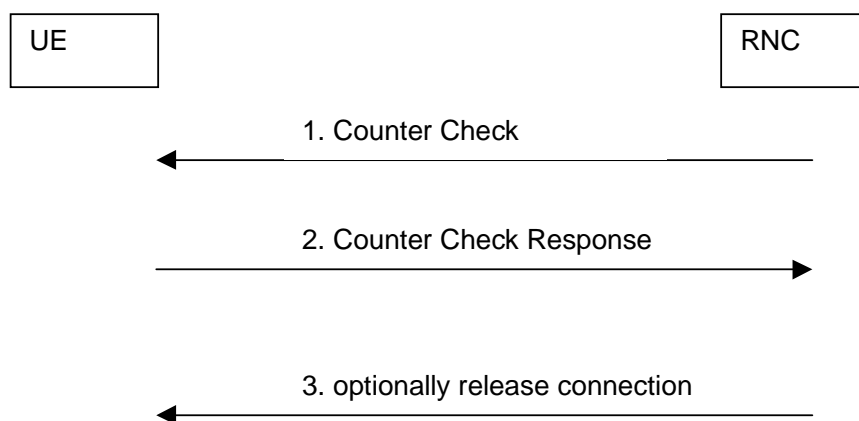 UE
RNC
1. Counter Check
2. Counter Check Response
3. optionally release connection